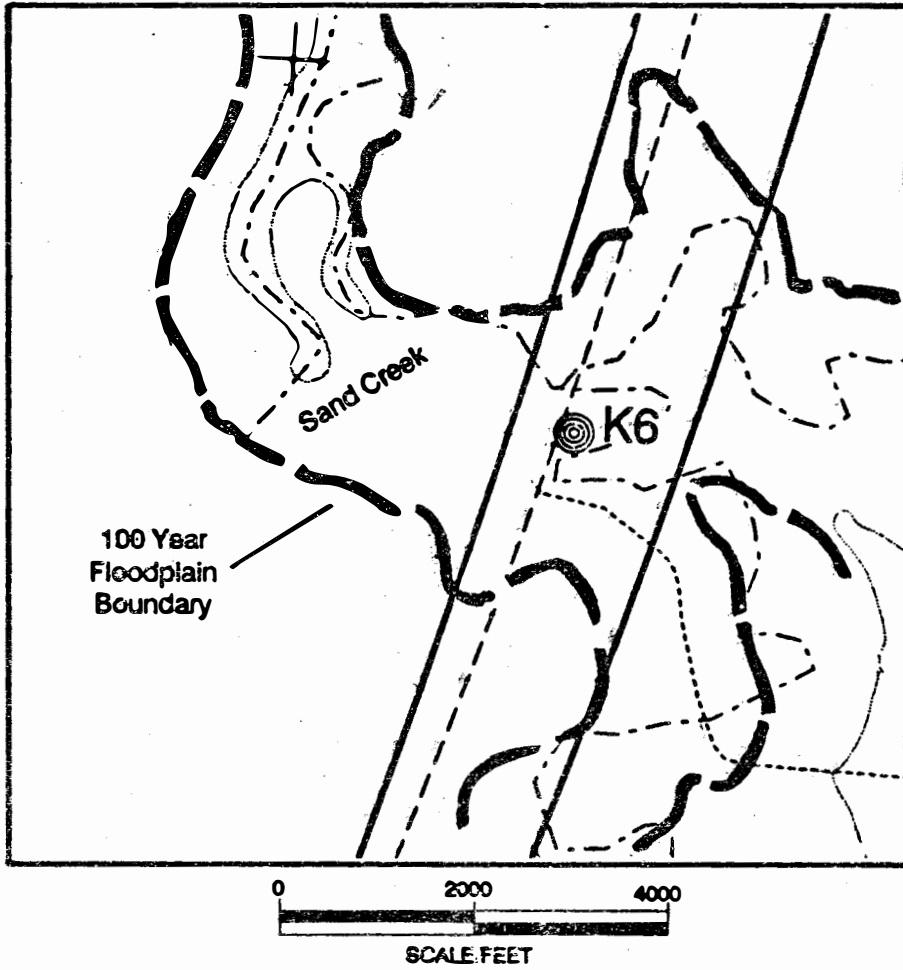 Sand Creek
K6
100 Year
Floodplain
Boundary
0 2000 4000
SCALE FEET